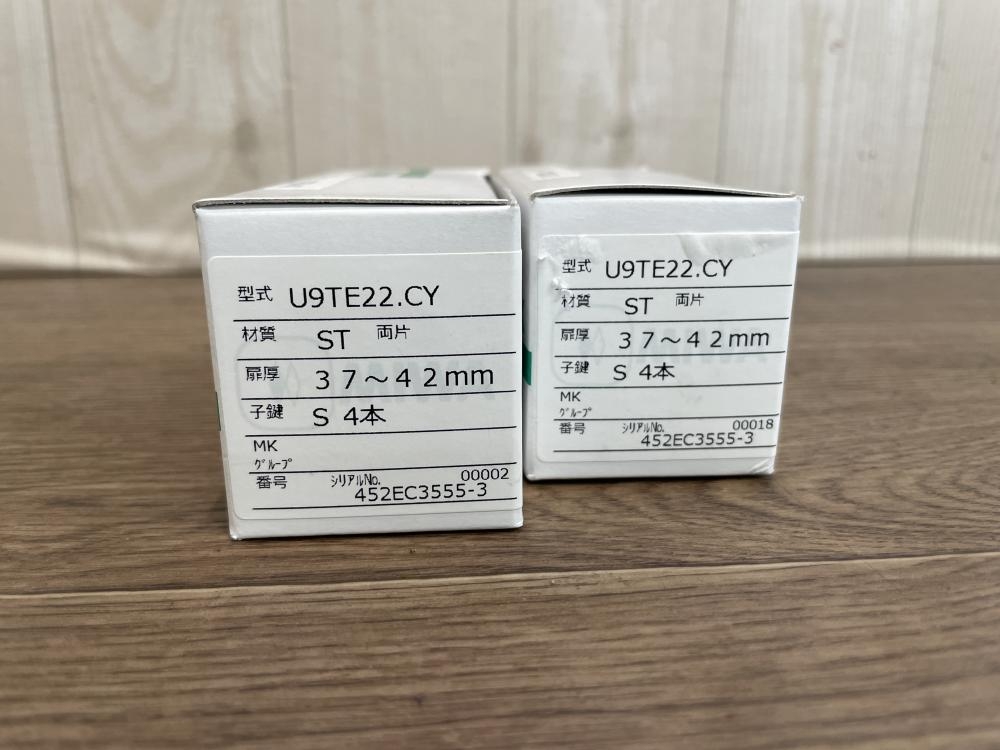 型式 U9TE22.CY
材質 ST 両片
扉厚 37～42mm
子鍵 S 4本
MK
グループ
番号 シリアルNo. 00002
452EC3555-3
型式 U9TE22.CY
材質 ST 両片
扉厚 37～42mm
子鍵 S 4本
MK
グループ
番号 シリアルNo. 00018
452EC3555-3